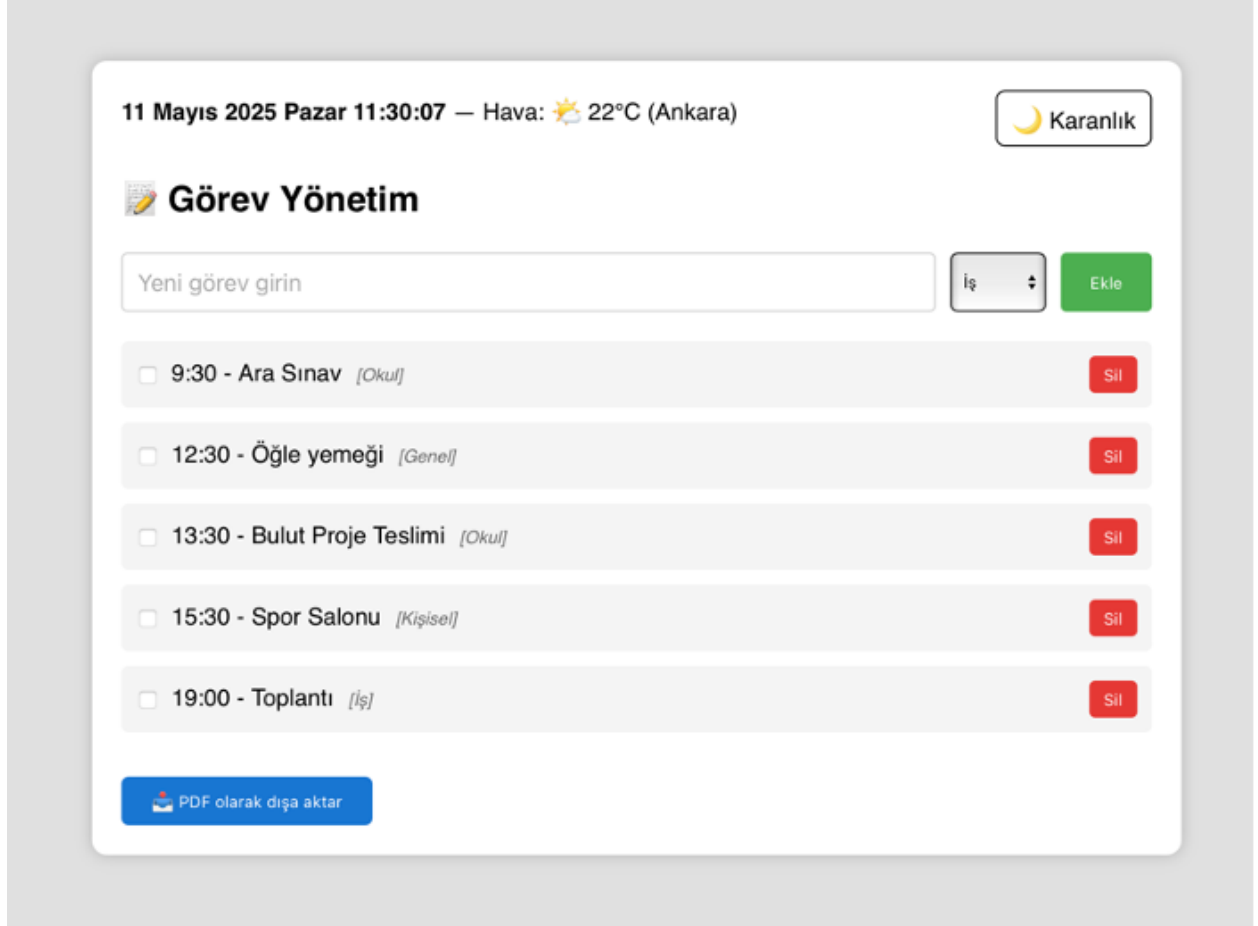 11 Mayıs 2025 Pazar 11:30:07 — Hava: 🌤️ 22°C (Ankara)
🌙 Karanlık
📝 Görev Yönetim
Yeni görev girin
İş
Ekle
9:30 - Ara Sınav [Okul] Sil
12:30 - Öğle yemeği [Genel] Sil
13:30 - Bulut Proje Teslimi [Okul] Sil
15:30 - Spor Salonu [Kişisel] Sil
19:00 - Toplantı [İş] Sil
📥 PDF olarak dışa aktar